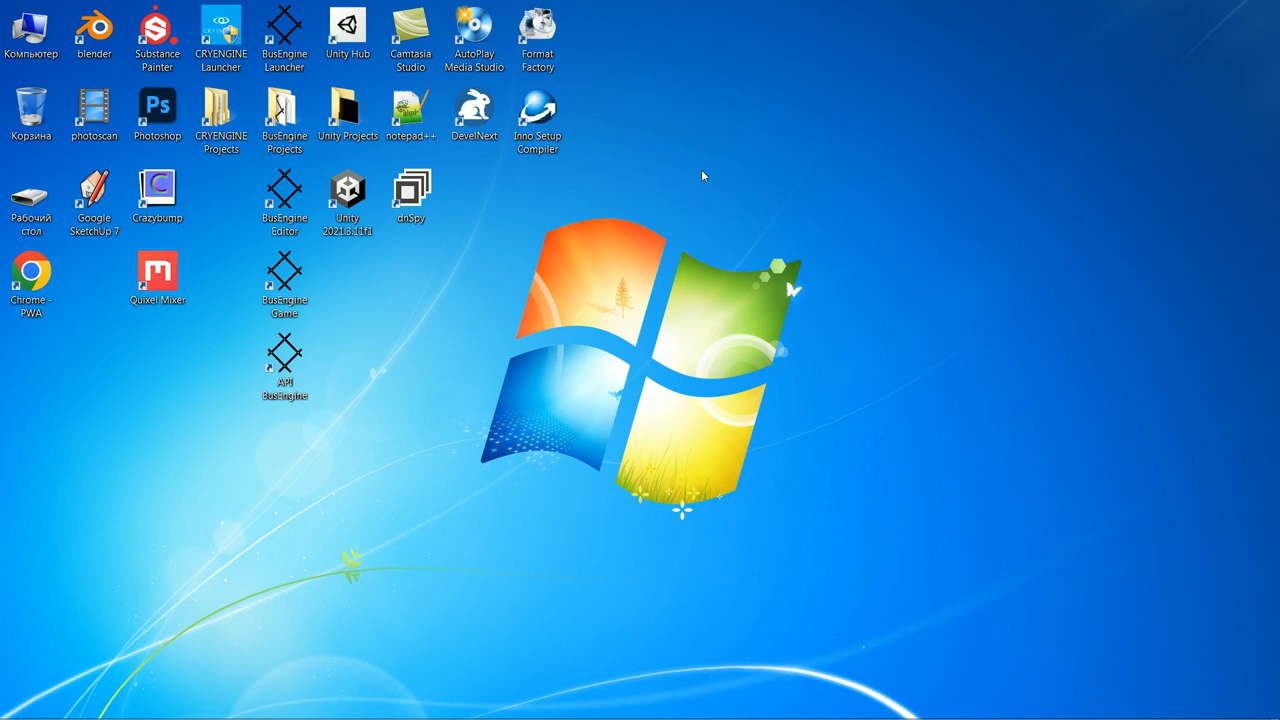 Компьютер
blender
Substance
Painter
CRYENGINE
Launcher
BusEngine
Launcher
Unity Hub
Camtasia
Studio
AutoPlay
Media Studio
Format
Factory
Корзина
photoscan
Ps
Photoshop
CRYENGINE
Projects
BusEngine
Projects
Unity Projects
notepad++
DevelNext
Inno Setup
Compiler
Рабочий
стол
Google
SketchUp 7
C
Crazybump
BusEngine
Editor
Unity
2021.3.11f1
dnSpy
Chrome -
PWA
Quixel Mixer
BusEngine
Game
API
BusEngine